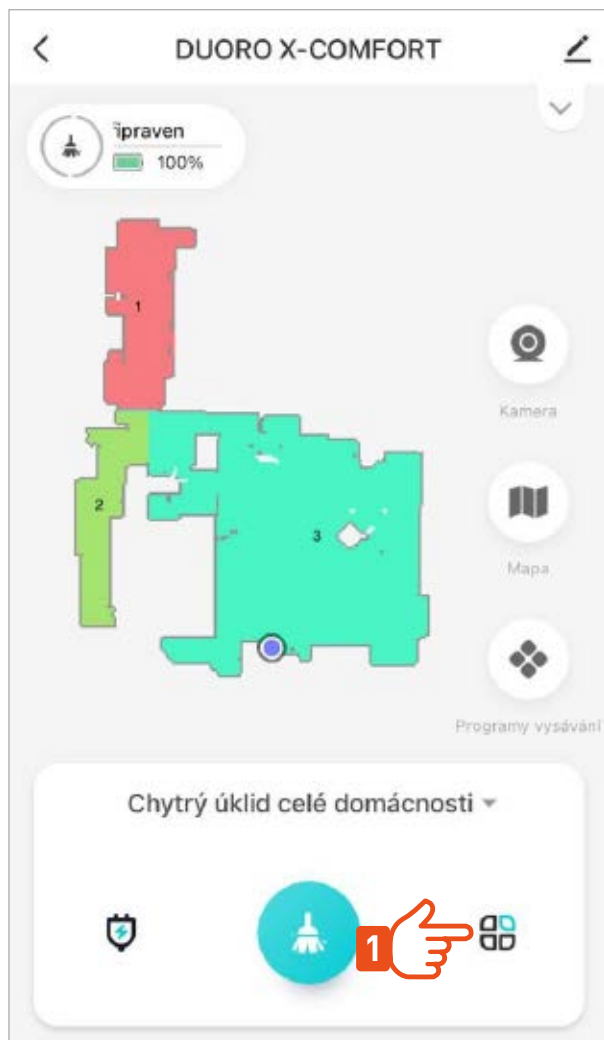 DUORO X-COMFORT
ipraven
100%
1
Kamera
2
3
Mapa
Programy vysávání
Chytrý úklid celé domácnosti
1